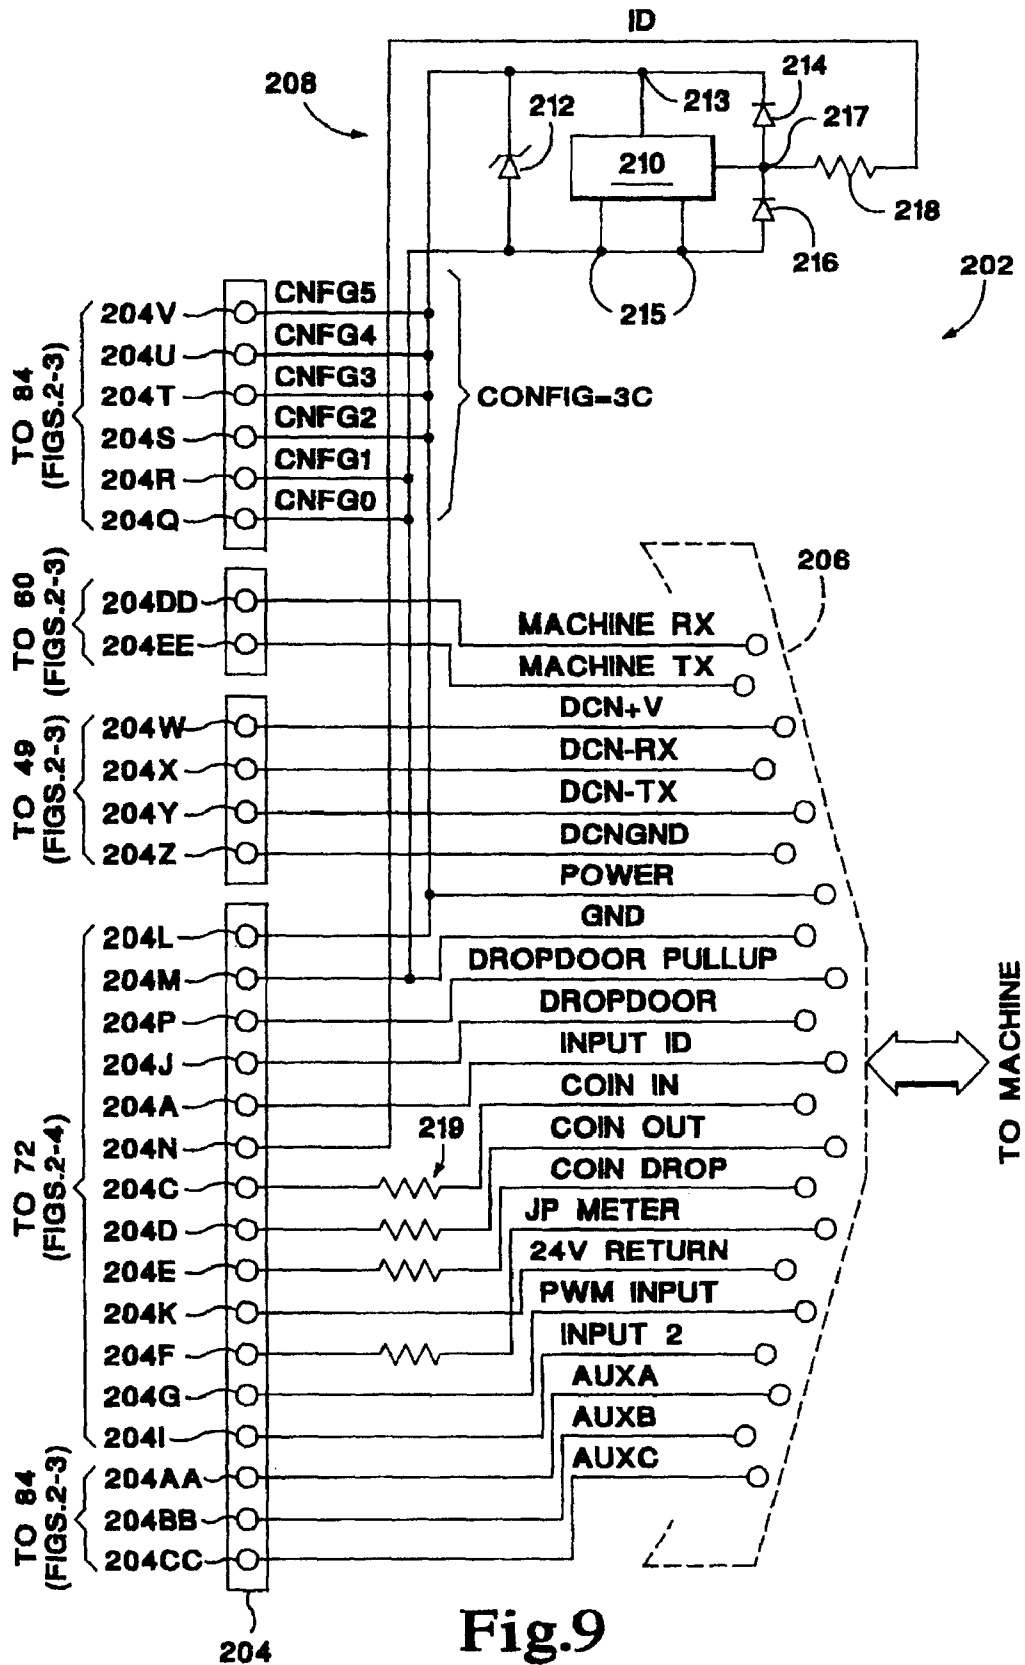 ID
208
212
213
214
217
210
218
216
215
202
TO 84
(FIGS.2-3)
204V
CNFG5
204U
CNFG4
204T
CNFG3
204S
CNFG2
204R
CNFG1
204Q
CNFG0
CONFIG=3C
206
TO 60
(FIGS.2-3)
204DD
MACHINE RX
204EE
MACHINE TX
TO 49
(FIGS.2-3)
204W
DCN+V
204X
DCN-RX
204Y
DCN-TX
204Z
DCNGND
POWER
TO 72
(FIGS.2-4)
204L
GND
204M
DROPDOOR PULLUP
204P
DROPDOOR
204J
INPUT ID
204A
COIN IN
204N
COIN OUT
219
204C
COIN DROP
204D
JP METER
204E
24V RETURN
204K
PWM INPUT
204F
INPUT 2
204G
AUXA
204I
AUXB
TO 84
(FIGS.2-3)
204AA
AUXC
204BB
204CC
TO MACHINE
204
Fig.9